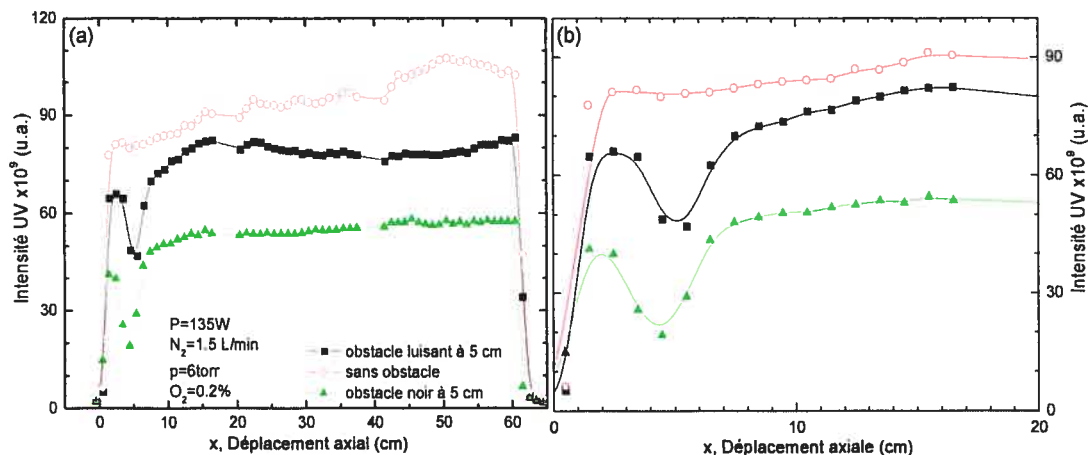 (a)
Intensité UV x10⁹ (u.a.)
120
90
60
30
0
P=135W
N₂=1.5 L/min
p=6torr
O₂=0.2%
obstacle luisant à 5 cm
sans obstacle
obstacle noir à 5 cm
0 10 20 30 40 50 60
x, Déplacement axial (cm)
(b)
0 10 20
x, Déplacement axiale (cm)
90
60
30
0
Intensité UV x10⁹ (u.a.)